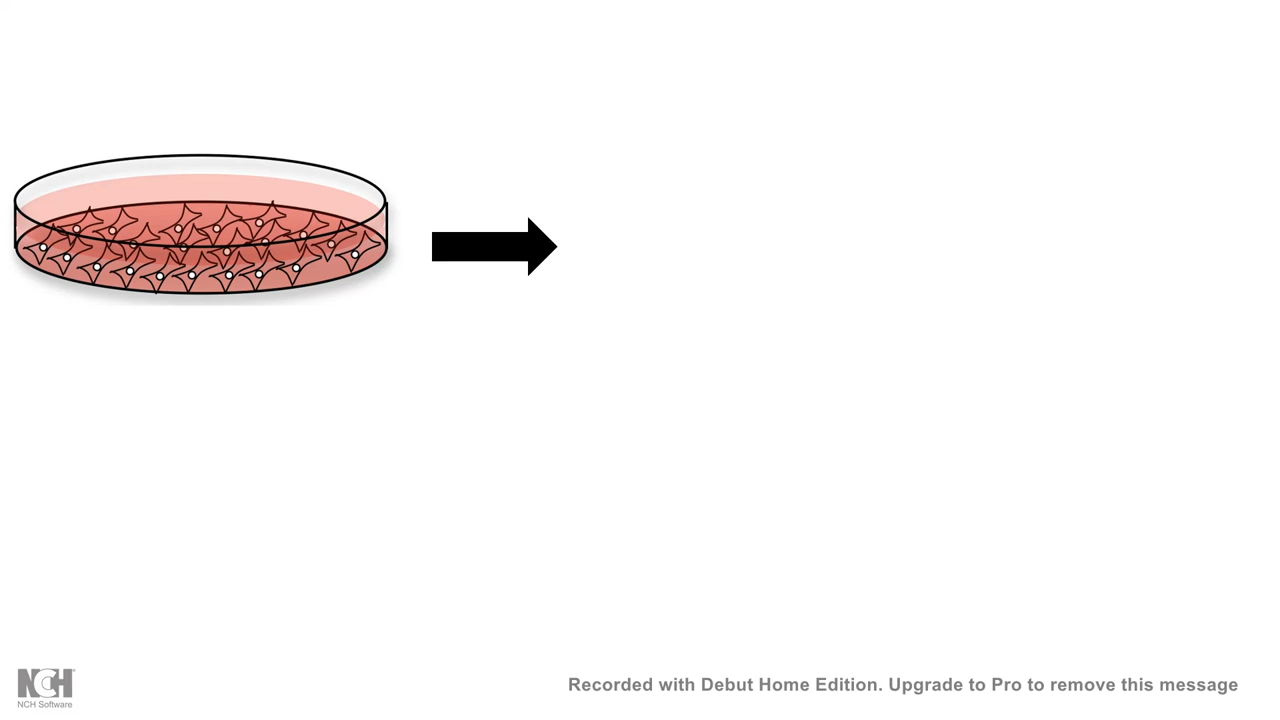 NCH
NCH Software
Recorded with Debut Home Edition. Upgrade to Pro to remove this message